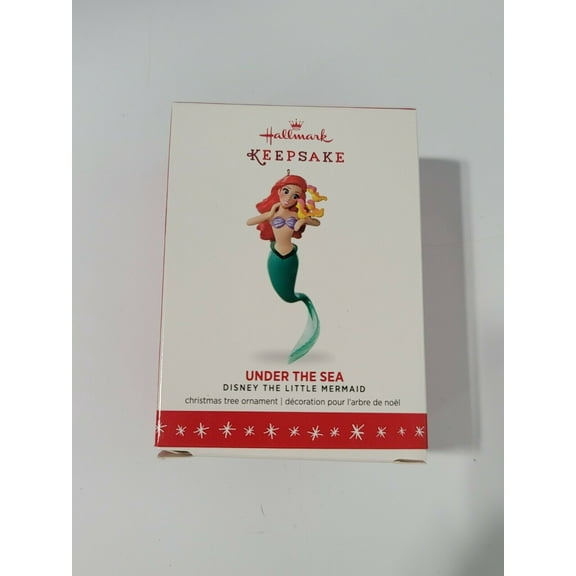 Hallmark
KEEPSAKE
UNDER THE SEA
DISNEY THE LITTLE MERMAID
christmas tree ornament | décoration pour l'arbre de noël